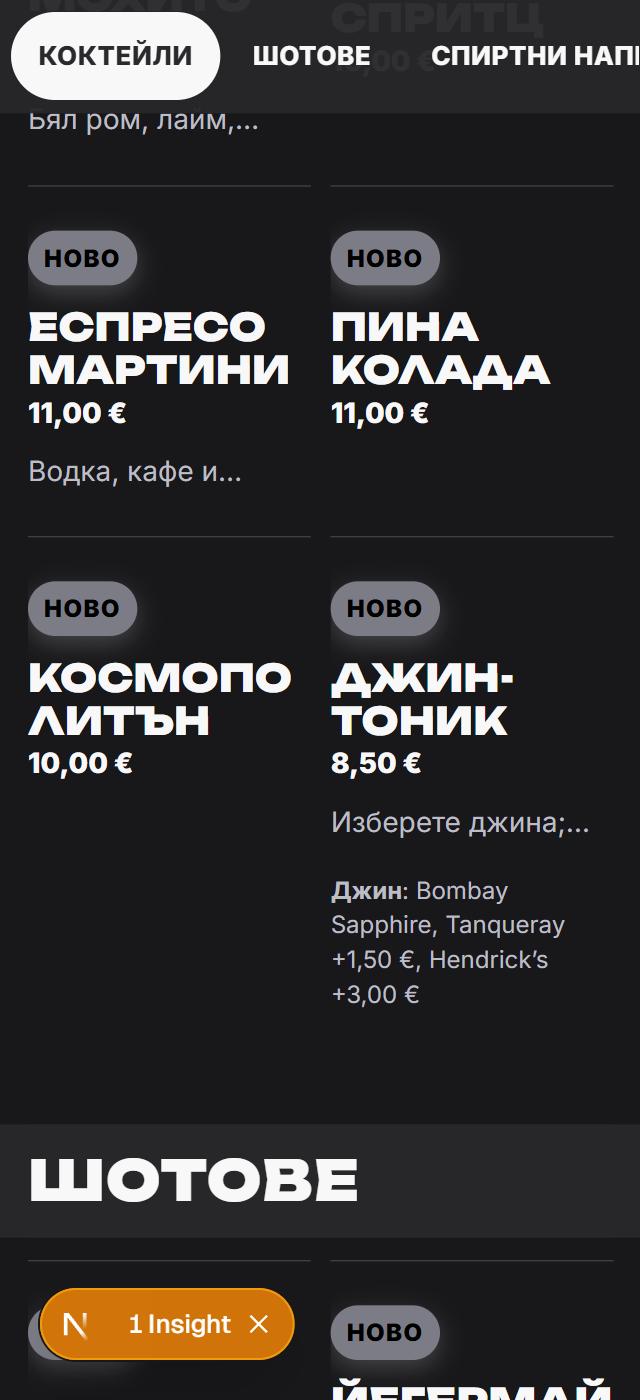 КОКТЕЙЛИ
ШОТОВЕ
СПИРТНИ
СПРИТЦ
Бял ром, лайм,...
НОВО
ЕСПРЕСО
МАРТИНИ
11,00 €
Водка, кафе и...
НОВО
ПИНА
КОЛАДА
11,00 €
НОВО
КОСМОПО
ЛИТЪН
10,00 €
НОВО
ДЖИН-
ТОНИК
8,50 €
Изберете джина;...
Джин: Bombay
Sapphire, Tanqueray
+1,50 €, Hendrick’s
+3,00 €
ШОТОВЕ
1 Insight
НОВО